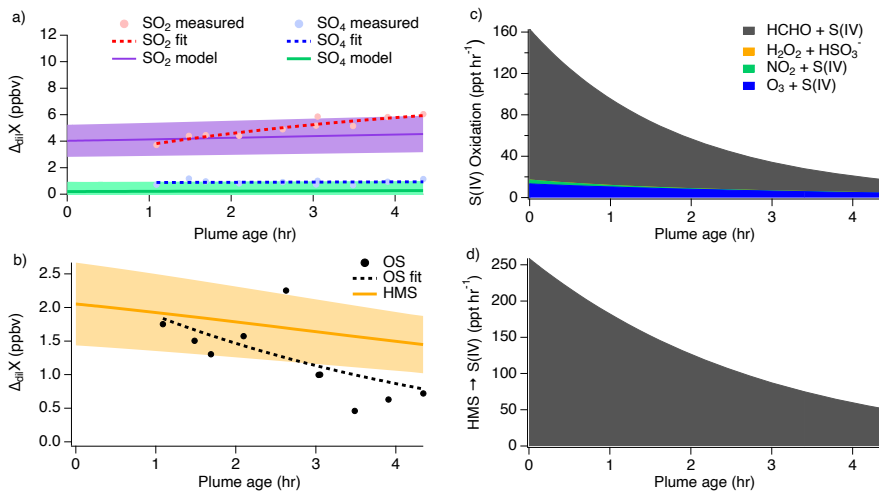 a)
SO₂ measured
SO₂ fit
SO₂ model
SO₄ measured
SO₄ fit
SO₄ model
12
10
8
6
4
2
0
Δdil X (ppbv)
0 1 2 3 4
Plume age (hr)
b)
OS
OS fit
HMS
2.5
2.0
1.5
1.0
0.5
0.0
Δdil X (ppbv)
0 1 2 3 4
Plume age (hr)
c)
HCHO + S(IV)
H₂O₂ + HSO₃⁻
NO₂ + S(IV)
O₃ + S(IV)
160
120
80
40
0
S(IV) Oxidation (ppt hr⁻¹)
0 1 2 3 4
Plume age (hr)
d)
250
200
150
100
50
0
HMS → S(IV) (ppt hr⁻¹)
0 1 2 3 4
Plume age (hr)